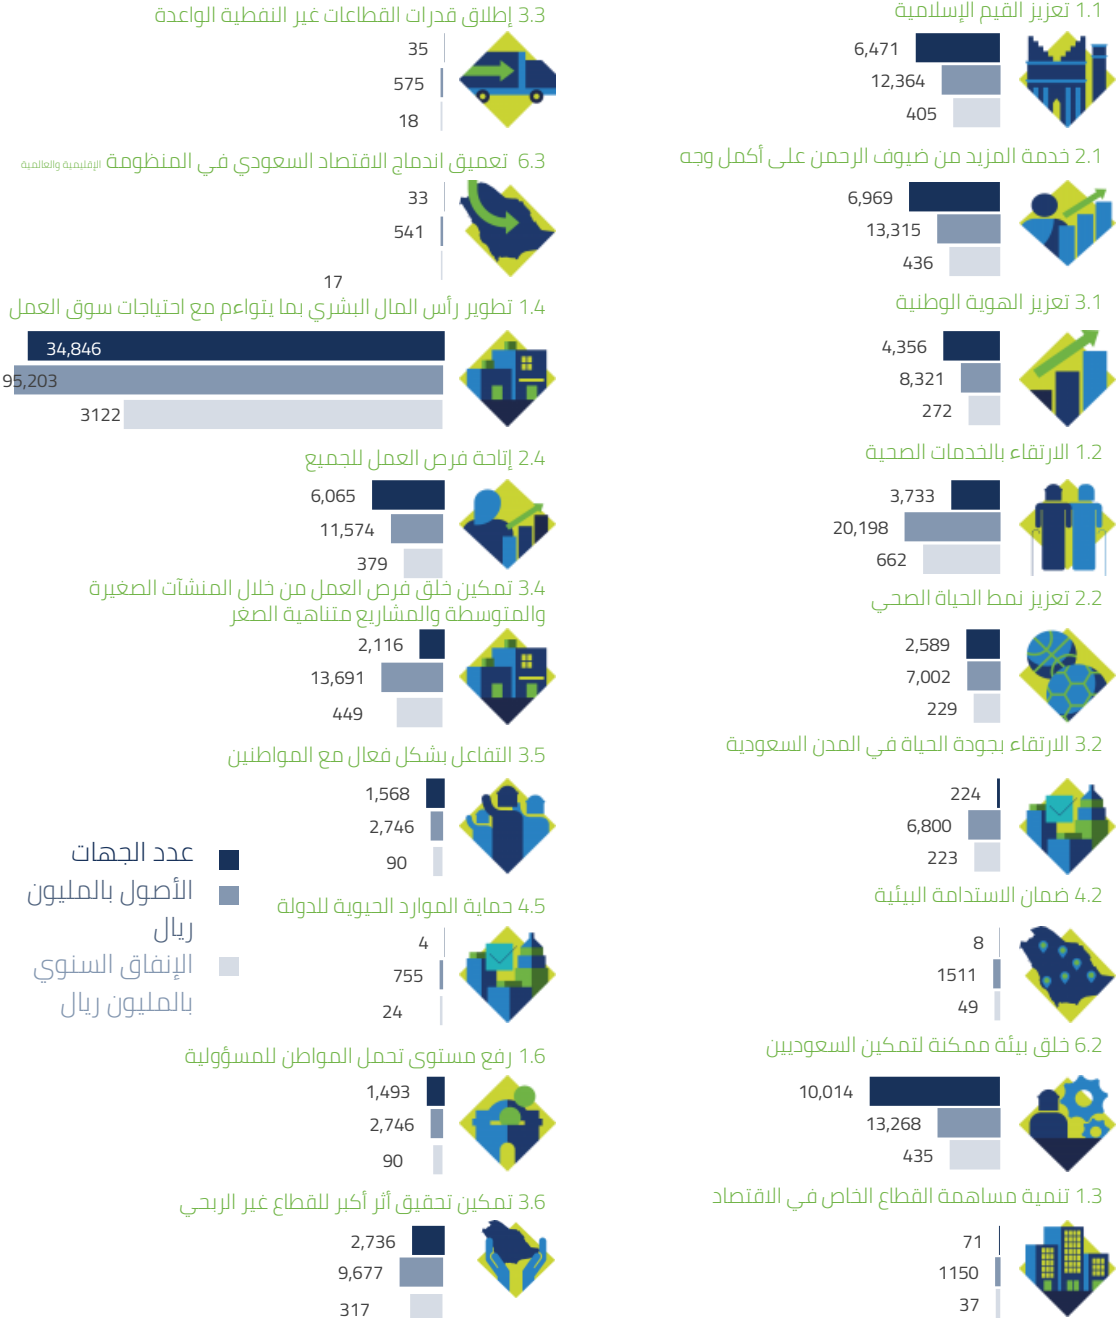 1.1 تعزيز القيم الإسلامية
6,471
12,364
405
2.1 خدمة المزيد من ضيوف الرحمن على أكمل وجه
6,969
13,315
436
3.1 تعزيز الهوية الوطنية
4,356
8,321
272
1.2 الارتقاء بالخدمات الصحية
3,733
20,198
662
2.2 تعزيز نمط الحياة الصحي
2,589
7,002
229
3.2 الارتقاء بجودة الحياة في المدن السعودية
224
6,800
223
4.2 ضمان الاستدامة البيئية
8
1511
49
6.2 خلق بيئة ممكنة لتمكين السعوديين
10,014
13,268
435
1.3 تنمية مساهمة القطاع الخاص في الاقتصاد
71
1150
37
3.3 إطلاق قدرات القطاعات غير النفطية الواعدة
35
575
18
6.3 تعميق اندماج الاقتصاد السعودي في المنظومة الإقليمية والعالمية
33
541
17
1.4 تطوير رأس المال البشري بما يتواءم مع احتياجات سوق العمل
34,846
95,203
3122
2.4 إتاحة فرص العمل للجميع
6,065
11,574
379
3.4 تمكين خلق فرص العمل من خلال المنشآت الصغيرة
والمتوسطة والمشاريع متناهية الصغر
2,116
13,691
449
3.5 التفاعل بشكل فعال مع المواطنين
1,568
2,746
90
4.5 حماية الموارد الحيوية للدولة
4
755
24
1.6 رفع مستوى تحمل المواطن للمسؤولية
1,493
2,746
90
3.6 تمكين تحقيق أثر أكبر للقطاع غير الربحي
2,736
9,677
317
عدد الجهات
الأصول بالمليون
ريال
الإنفاق السنوي
بالمليون ريال